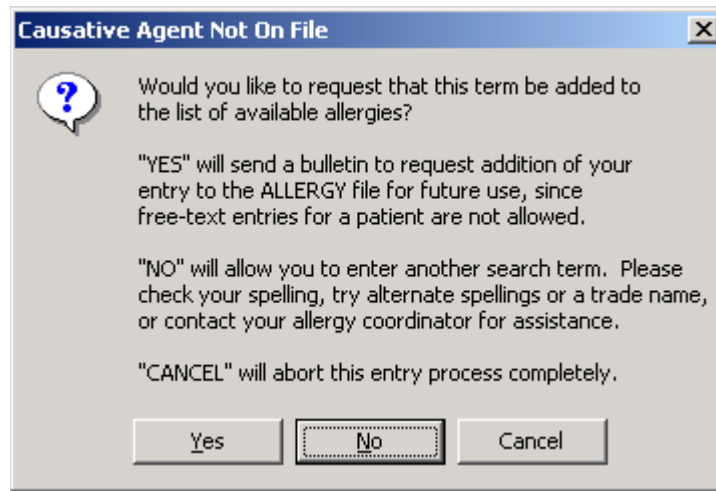 Causative Agent Not On File
Would you like to request that this term be added to
the list of available allergies?
"YES" will send a bulletin to request addition of your
entry to the ALLERGY file for future use, since
free-text entries for a patient are not allowed.
"NO" will allow you to enter another search term.  Please
check your spelling, try alternate spellings or a trade name,
or contact your allergy coordinator for assistance.
"CANCEL" will abort this entry process completely.
Yes No Cancel